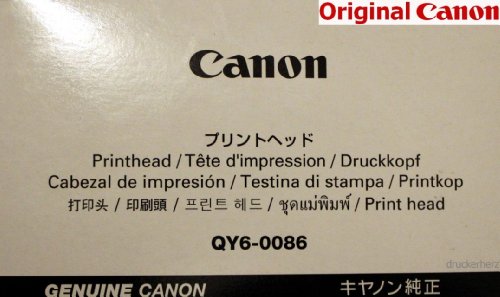 Original Canon
Canon
プリントヘッド
Printhead / Tête d'impression / Druckkopf
Cabezal de impresión / Testina di stampa / Printkop
打印头 / 印刷頭 / 프린트 헤드 / ชุดแม่พิมพ์ / Print head
QY6-0086
druckerherz
GENUINE CANON キヤノン純正